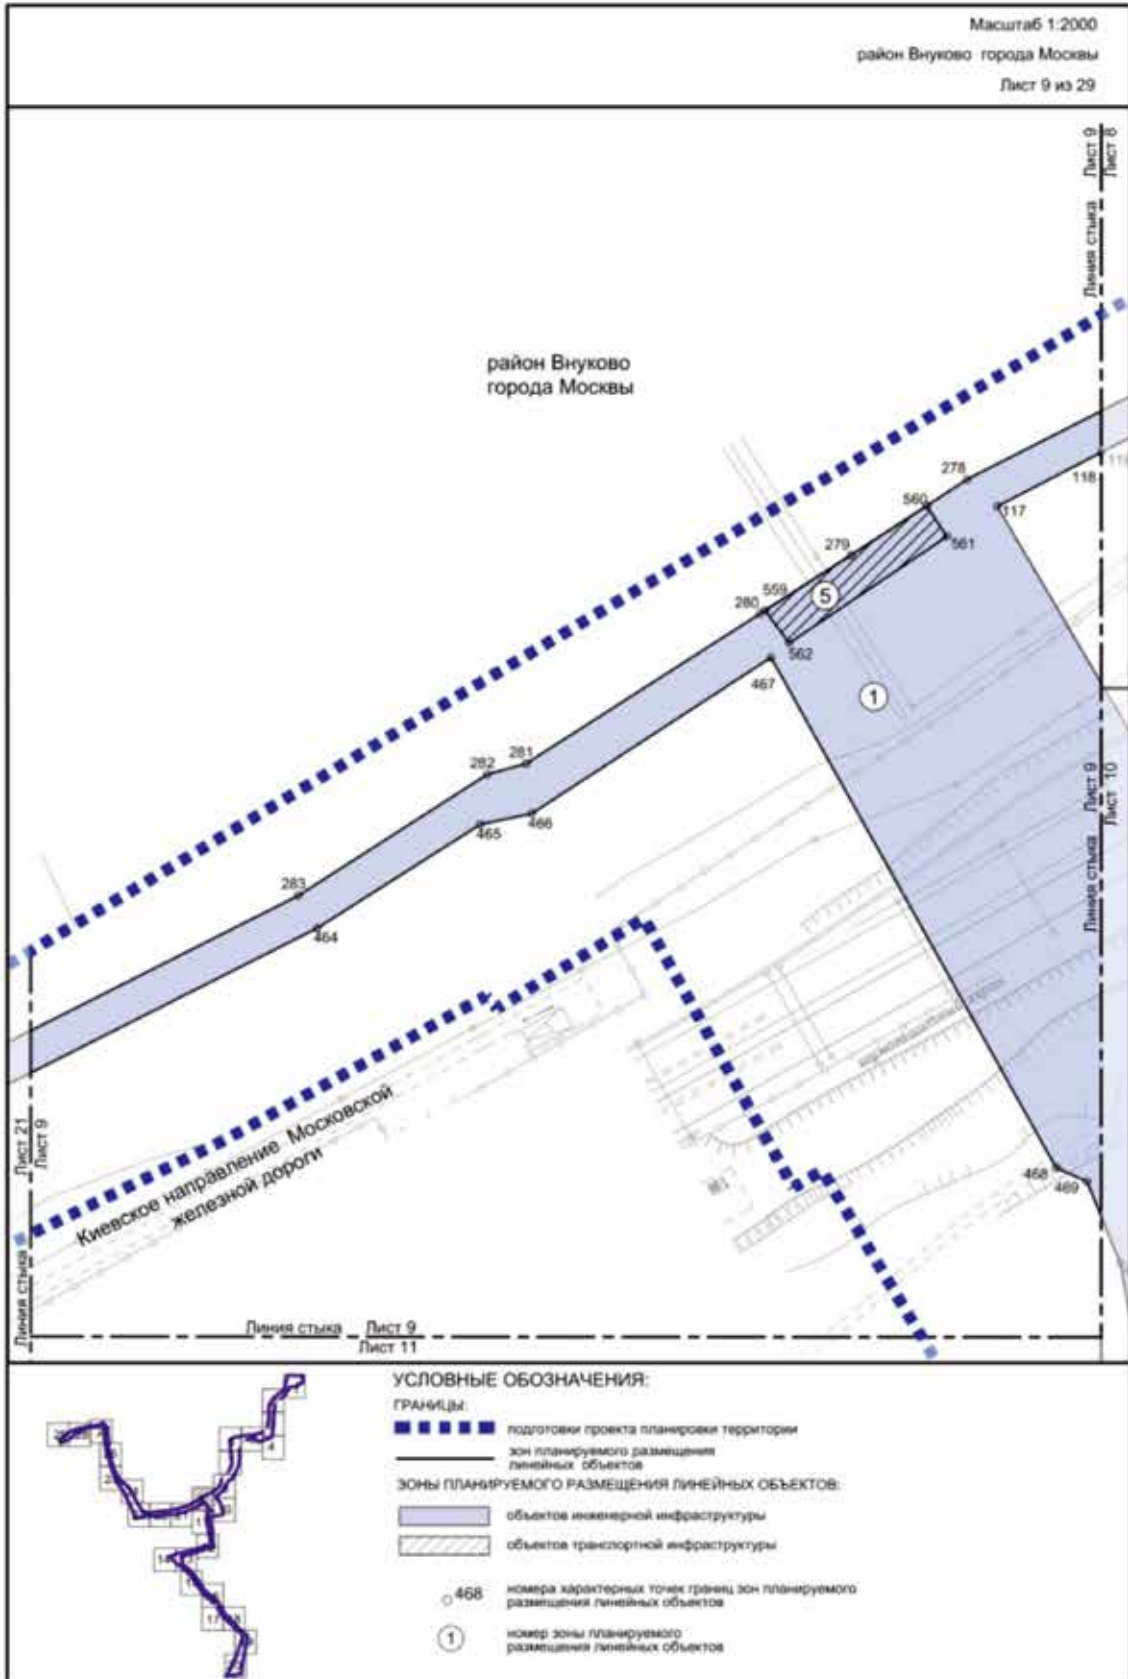 Масштаб 1:2000
район Внуково города Москвы
Лист 9 из 29
Лист 9
Лист 8
Линия стыка
район Внуково
города Москвы
278
118
560
117
279
561
559
280
5
562
467
1
281
282
466
465
Лист 9
Лист 10
Линия стыка
283
464
468
469
Киевское направление Московской
железной дороги
Лист 21
Лист 9
Линия стыка
Линия стыка Лист 9
Лист 11
УСЛОВНЫЕ ОБОЗНАЧЕНИЯ:
ГРАНИЦЫ:
подготовки проекта планировки территории
зон планируемого размещения
линейных объектов
ЗОНЫ ПЛАНИРУЕМОГО РАЗМЕЩЕНИЯ ЛИНЕЙНЫХ ОБЪЕКТОВ:
объектов инженерной инфраструктуры
объектов транспортной инфраструктуры
468 номера характерных точек границ зон планируемого
размещения линейных объектов
1 номер зоны планируемого
размещения линейных объектов
4
17